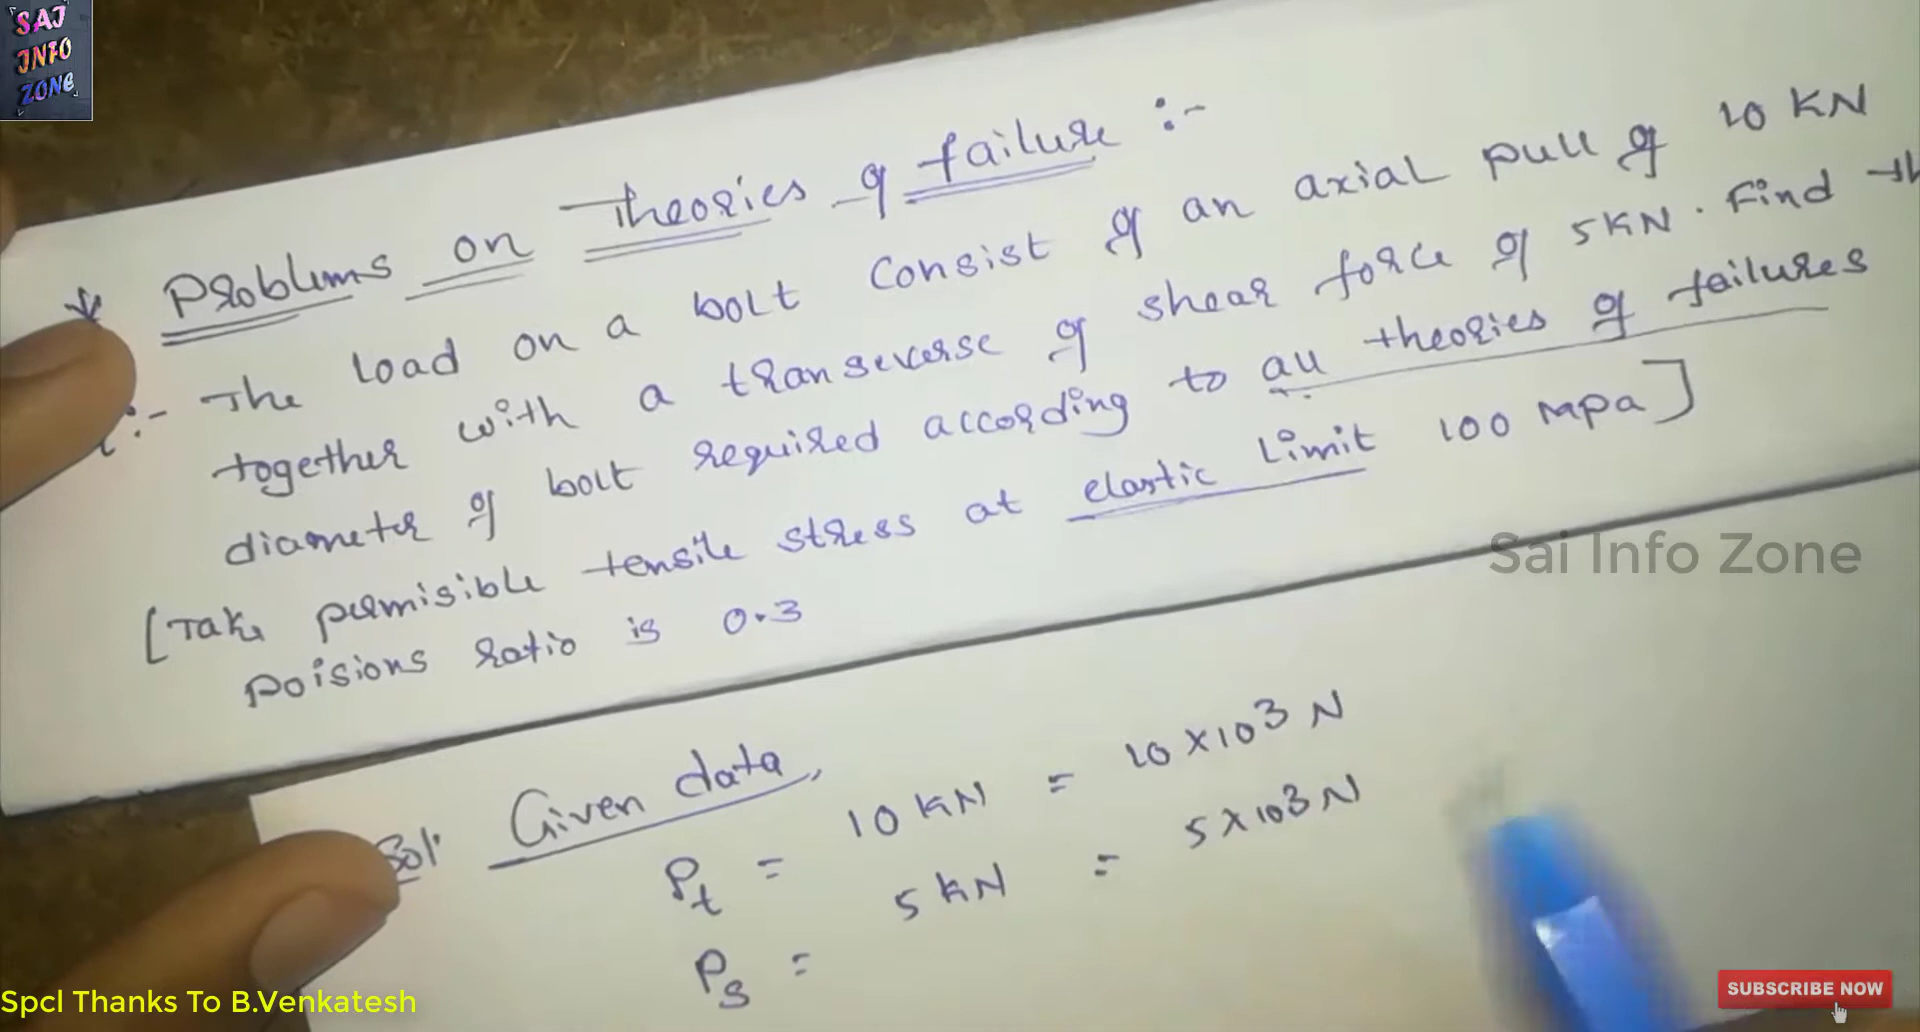 SAI
INFO
ZONE
* Problems on Theories of failure :-
The load on a bolt consist of an axial pull of 10 KN
together with a transeverse of shear force of 5KN. Find th
diameter of bolt required according to all theories of failures
[Take permisible tensile stress at elastic limit 100 MPa]
Poisions ratio is 0.3
Sai Info Zone
Sol: Given data,
Pt = 10 KN = 10 x 10³ N
Ps = 5 KN = 5 x 10³ N
Spcl Thanks To B.Venkatesh
SUBSCRIBE NOW